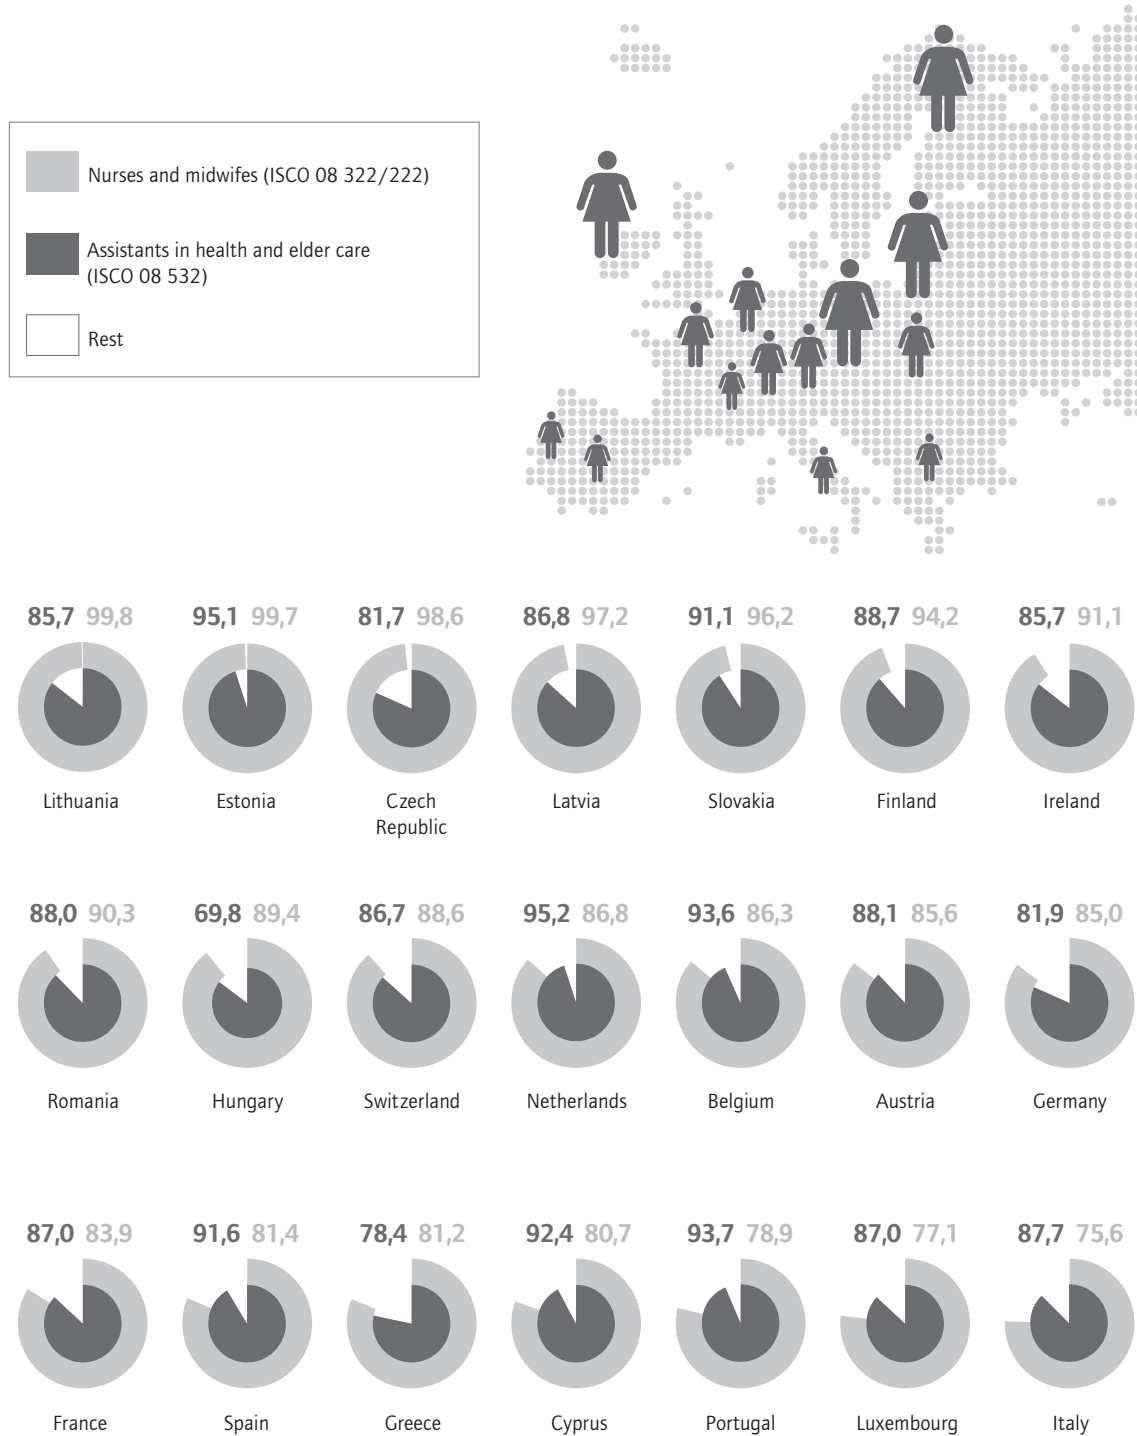 Nurses and midwifes (ISCO 08 322/222)
Assistants in health and elder care
(ISCO 08 532)
Rest
85,7 99,8
95,1 99,7
81,7 98,6
86,8 97,2
91,1 96,2
88,7 94,2
85,7 91,1
Lithuania
Estonia
Czech
Republic
Latvia
Slovakia
Finland
Ireland
88,0 90,3
69,8 89,4
86,7 88,6
95,2 86,8
93,6 86,3
88,1 85,6
81,9 85,0
Romania
Hungary
Switzerland
Netherlands
Belgium
Austria
Germany
87,0 83,9
91,6 81,4
78,4 81,2
92,4 80,7
93,7 78,9
87,0 77,1
87,7 75,6
France
Spain
Greece
Cyprus
Portugal
Luxembourg
Italy